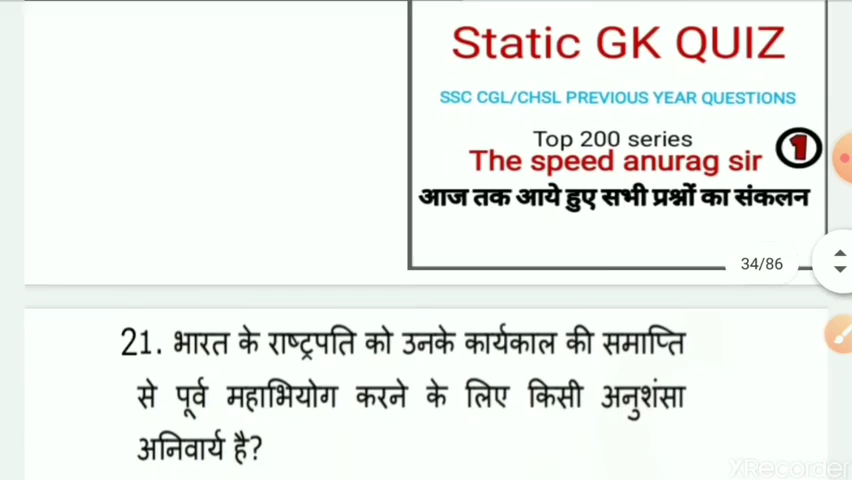 Static GK QUIZ
SSC CGL/CHSL PREVIOUS YEAR QUESTIONS
Top 200 series
The speed anurag sir
1
आज तक आये हुए सभी प्रश्नों का संकलन
34/86
21. भारत के राष्ट्रपति को उनके कार्यकाल की समाप्ति
से पूर्व महाभियोग करने के लिए किसी अनुशंसा
अनिवार्य है?
XRecorder